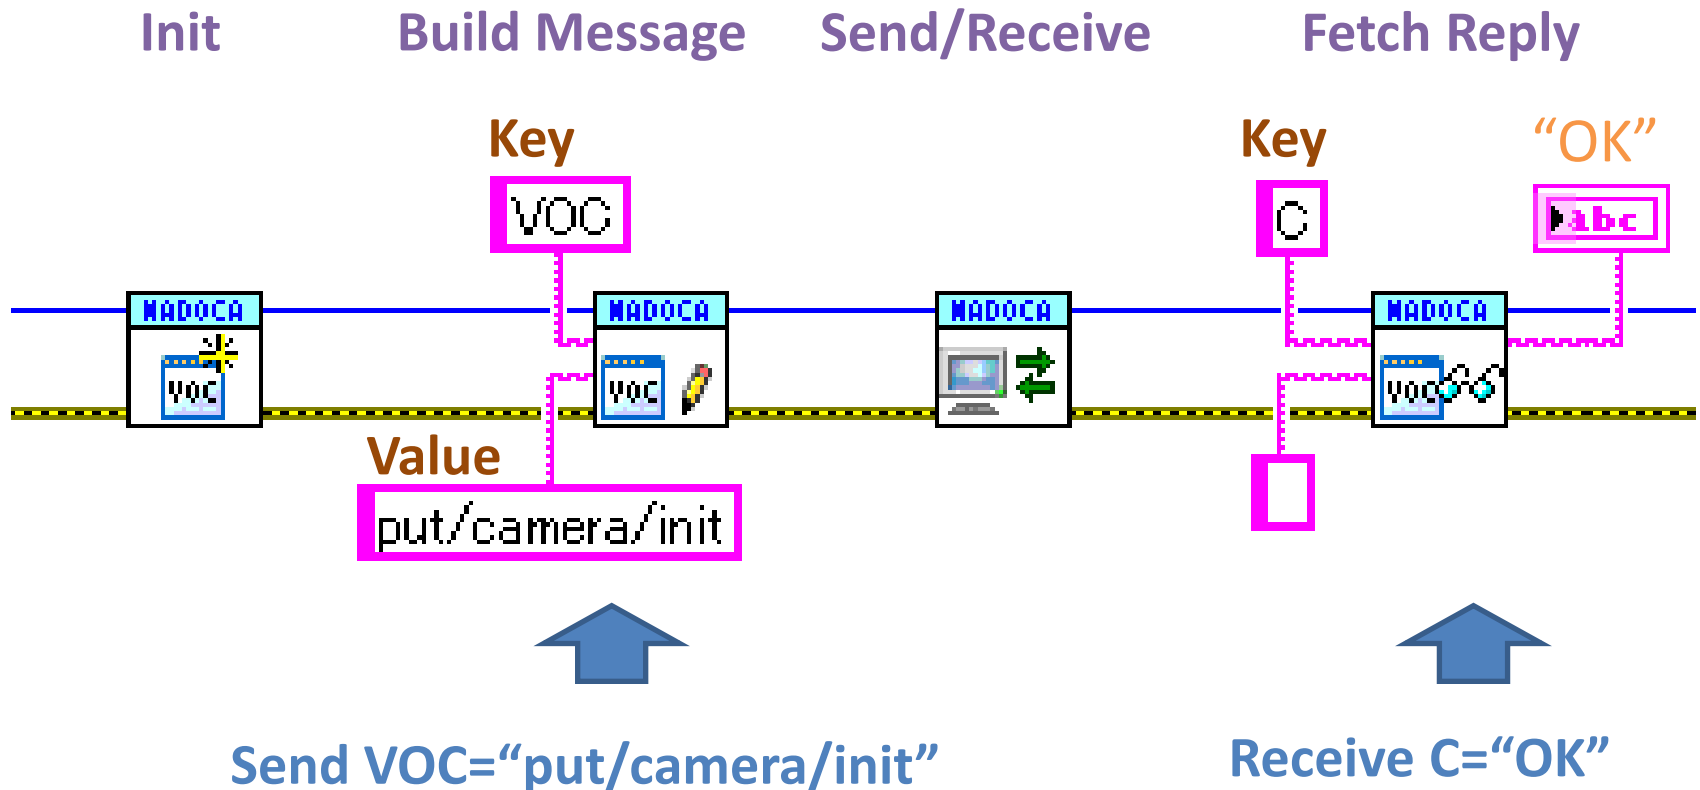 Init Build Message Send/Receive Fetch Reply
Key Key “OK”
VOC C abc
MADOCA MADOCA MADOCA MADOCA
VOC VOC VOC
Value
put/camera/init
Send VOC=“put/camera/init” Receive C=“OK”